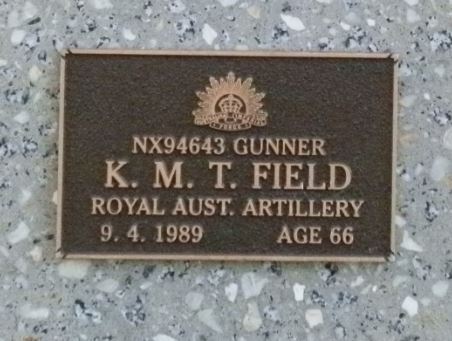 NX94643 GUNNER
K. M. T. FIELD
ROYAL AUST. ARTILLERY
9. 4. 1989 AGE 66